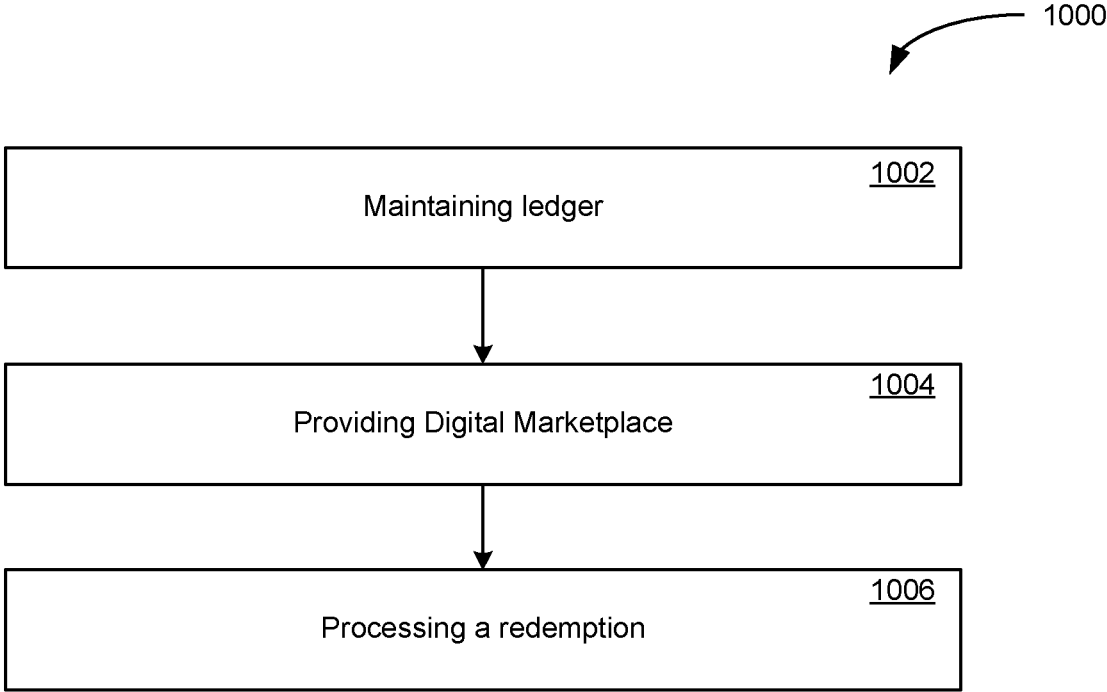 1000
1002
Maintaining ledger
1004
Providing Digital Marketplace
1006
Processing a redemption